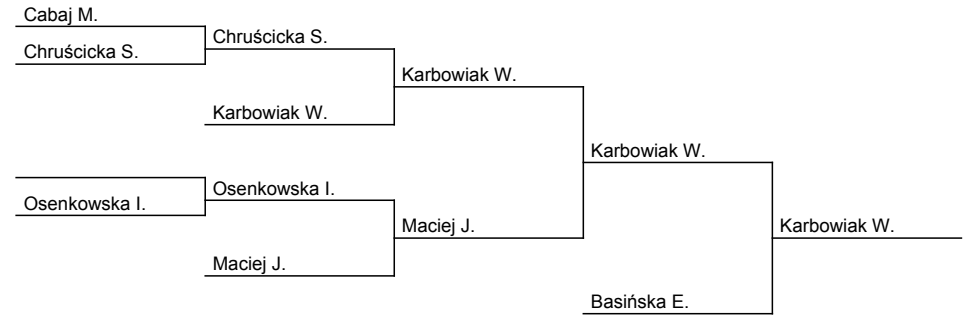 Cabaj M.
Chruścicka S.
Chruścicka S.
Karbowiak W.
Karbowiak W.
Karbowiak W.
Osenkowska I.
Osenkowska I.
Maciej J.
Karbowiak W.
Maciej J.
Basińska E.